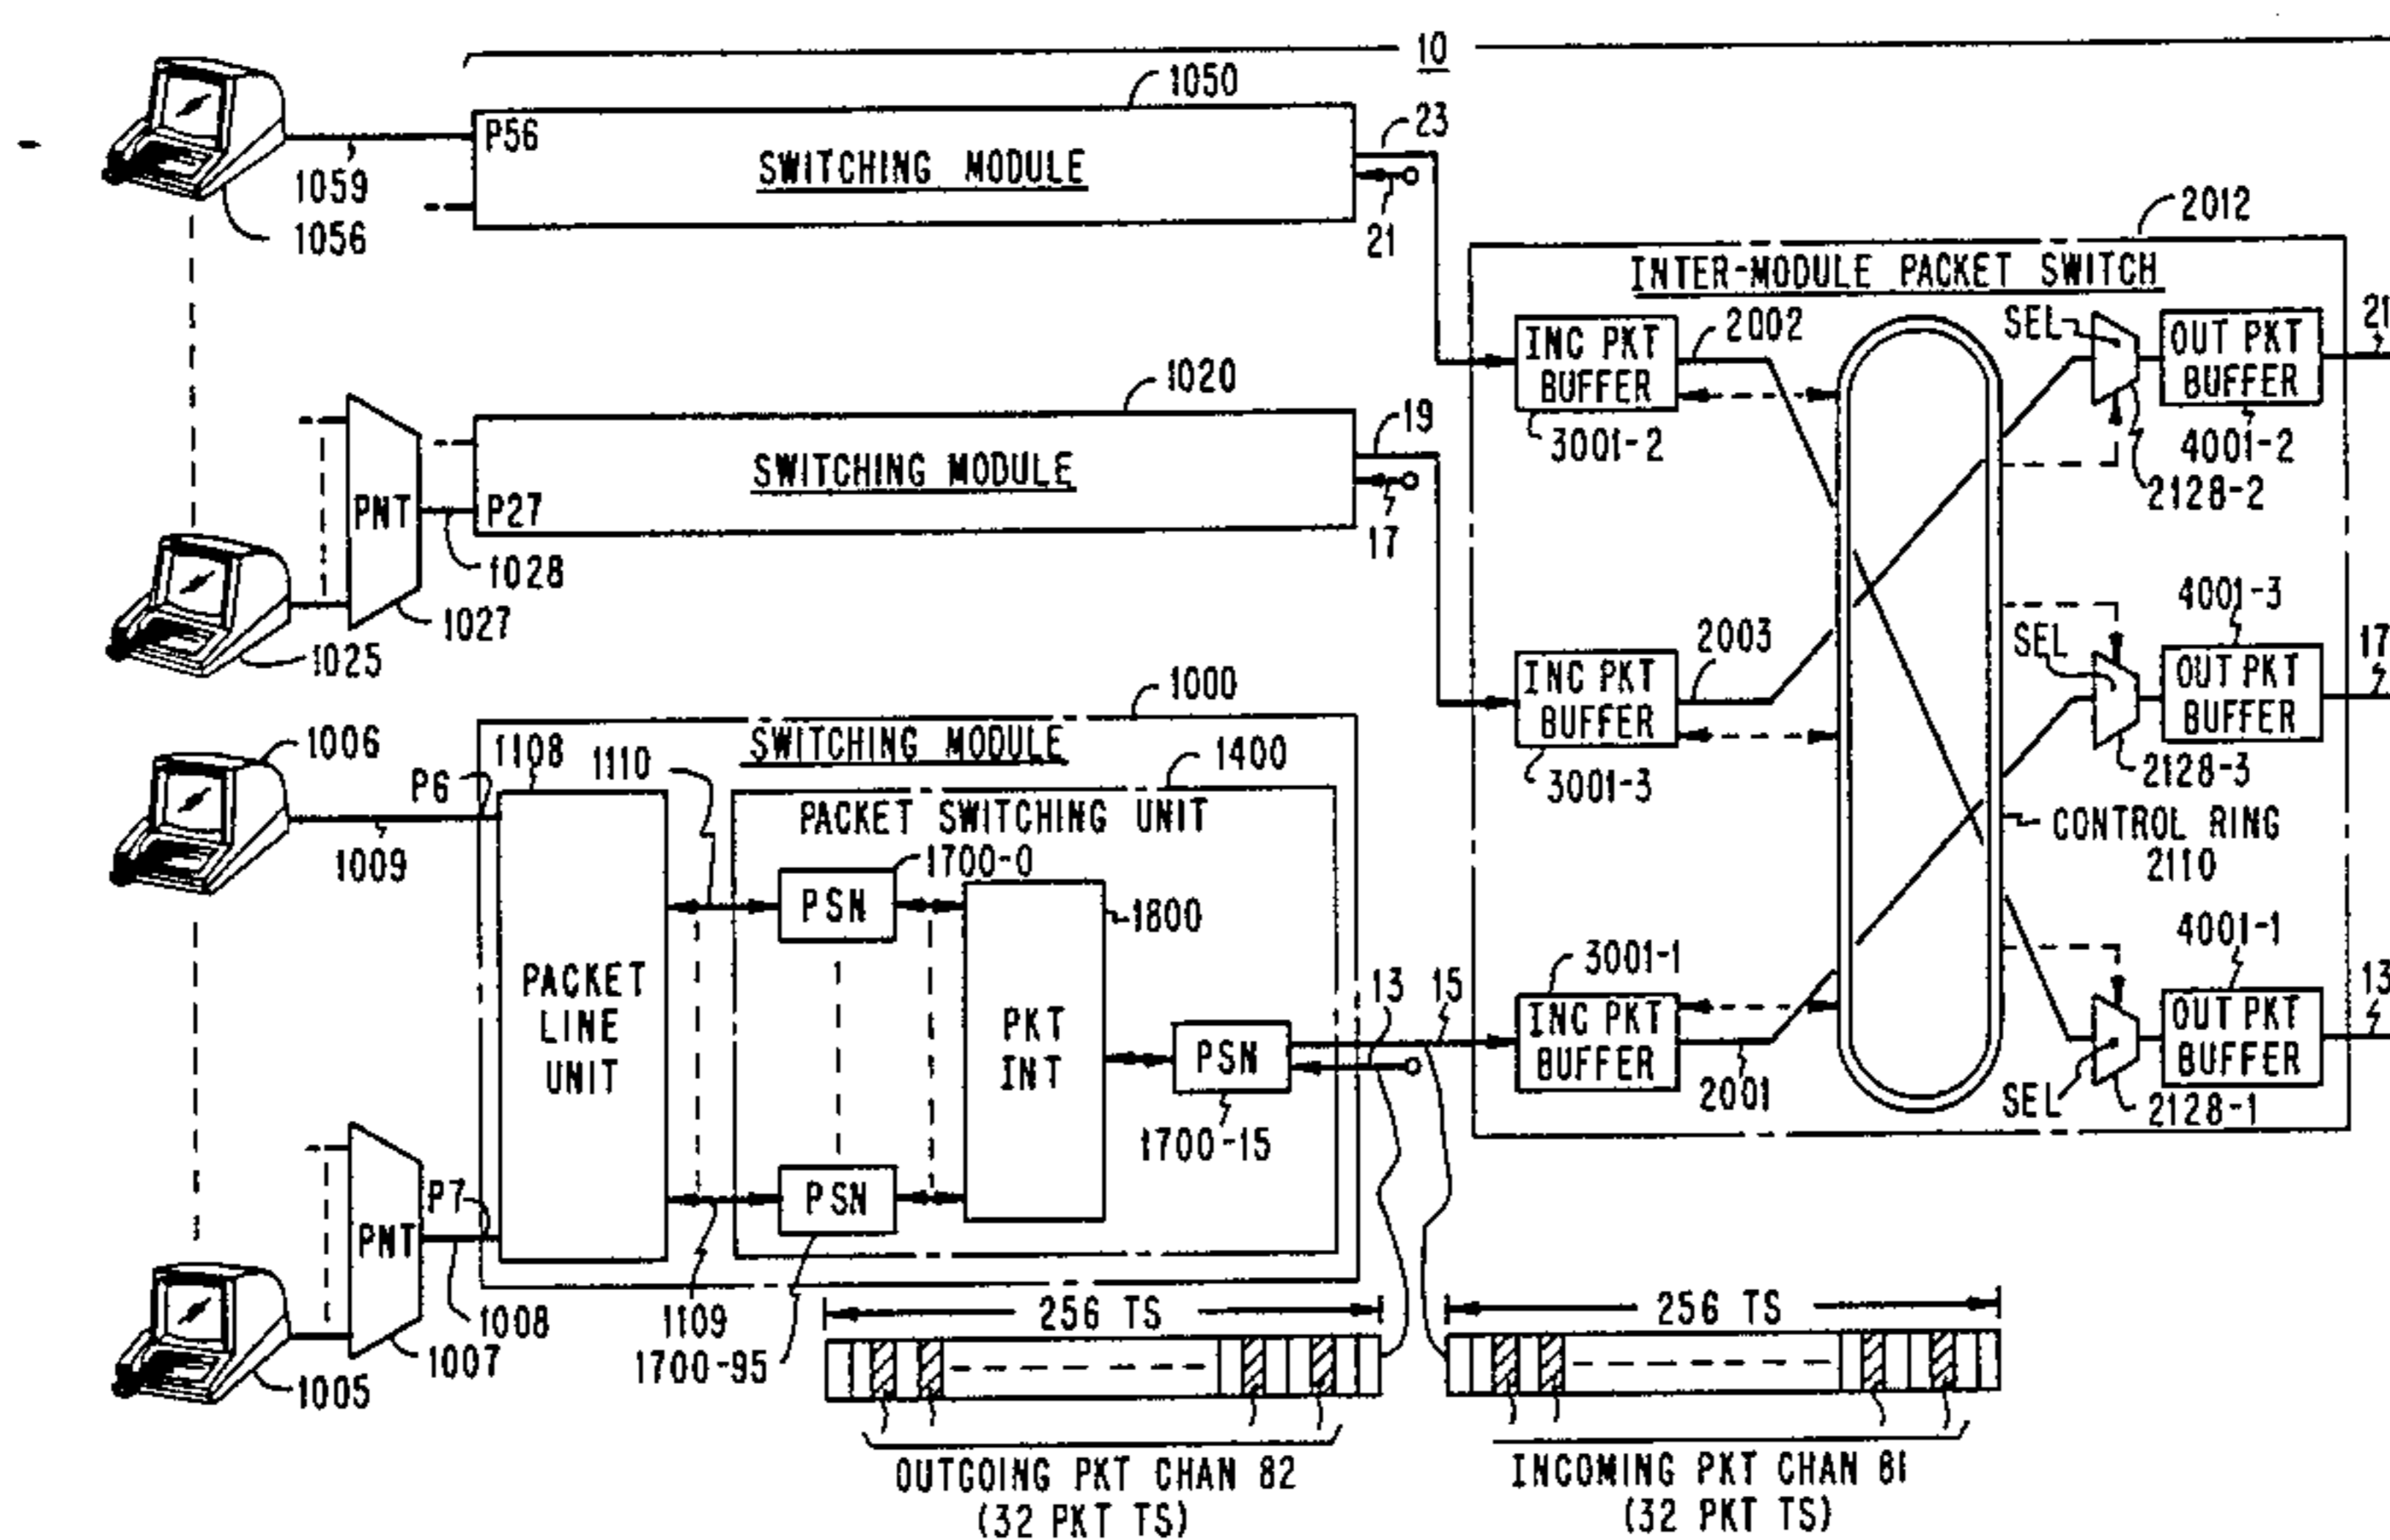 10
1050
P56
SWITCHING MODULE
23
21
1059
1056
2012
INTER-MODULE PACKET SWITCH
INC PKT
BUFFER
2002
3001-2
SEL
OUT PKT
BUFFER
21
4001-2
2128-2
1020
SWITCHING MODULE
P27
19
17
PNT
1028
1027
1025
INC PKT
BUFFER
2003
3001-3
4001-3
SEL
OUT PKT
BUFFER
17
2128-3
CONTROL RING
2110
1000
SWITCHING MODULE
1006
P6
1108
1110
1400
1009
PACKET SWITCHING UNIT
1700-0
PSN
1800
PACKET
LINE
UNIT
PKT
INT
PSN
1700-15
13
15
3001-1
INC PKT
BUFFER
2001
4001-1
OUT PKT
BUFFER
13
SEL
2128-1
P7
PNT
PSN
1008
1007
1005
1109
1700-95
256 TS
256 TS
OUTGOING PKT CHAN 82
(32 PKT TS)
INCOMING PKT CHAN 81
(32 PKT TS)